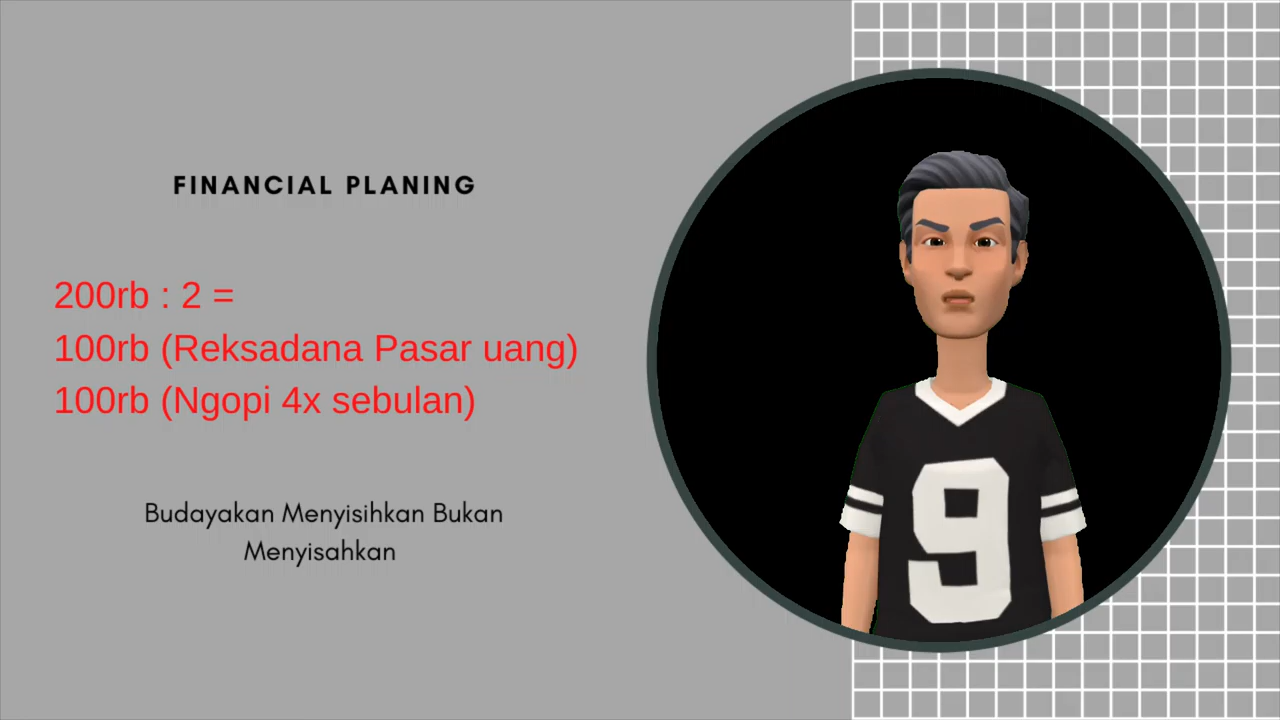 FINANCIAL PLANING
200rb : 2 =
100rb (Reksadana Pasar uang)
100rb (Ngopi 4x sebulan)
Budayakan Menyisihkan Bukan
Menyisahkan
9